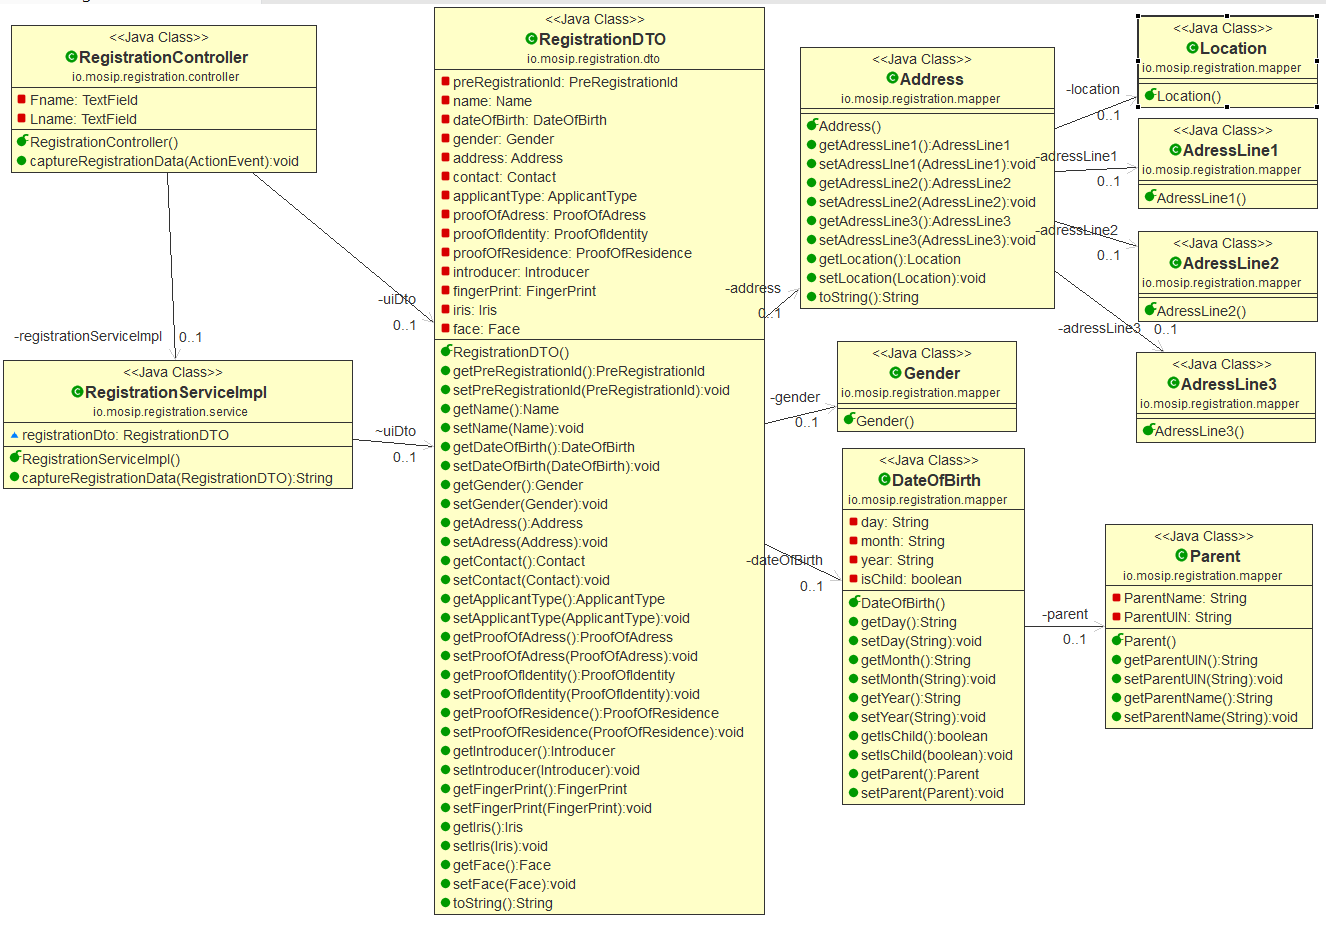 <<Java Class>>
RegistrationController
io.mosip.registration.controller
Fname: TextField
Lname: TextField
RegistrationController()
captureRegistrationData(ActionEvent):void
-uiDto
0..1
-registrationServiceImpl
0..1
<<Java Class>>
RegistrationServiceImpl
io.mosip.registration.service
registrationDto: RegistrationDTO
RegistrationServiceImpl()
captureRegistrationData(RegistrationDTO):String
~uiDto
0..1
<<Java Class>>
RegistrationDTO
io.mosip.registration.dto
preRegistrationId: PreRegistrationId
name: Name
dateOfBirth: DateOfBirth
gender: Gender
address: Address
contact: Contact
applicantType: ApplicantType
proofOfAdress: ProofOfAdress
proofOfIdentity: ProofOfIdentity
proofOfResidence: ProofOfResidence
introducer: Introducer
fingerPrint: FingerPrint
iris: Iris
face: Face
RegistrationDTO()
getPreRegistrationId():PreRegistrationId
setPreRegistrationId(PreRegistrationId):void
getName():Name
setName(Name):void
getDateOfBirth():DateOfBirth
setDateOfBirth(DateOfBirth):void
getGender():Gender
setGender(Gender):void
getAdress():Address
setAdress(Address):void
getContact():Contact
setContact(Contact):void
getApplicantType():ApplicantType
setApplicantType(ApplicantType):void
getProofOfAdress():ProofOfAdress
setProofOfAdress(ProofOfAdress):void
getProofOfIdentity():ProofOfIdentity
setProofOfIdentity(ProofOfIdentity):void
getProofOfResidence():ProofOfResidence
setProofOfResidence(ProofOfResidence):void
getIntroducer():Introducer
setIntroducer(Introducer):void
getFingerPrint():FingerPrint
setFingerPrint(FingerPrint):void
getIris():Iris
setIris(Iris):void
getFace():Face
setFace(Face):void
toString():String
-address
0..1
-gender
0..1
-dateOfBirth
0..1
<<Java Class>>
Address
io.mosip.registration.mapper
Address()
getAdressLine1():AdressLine1
setAdressLIne1(AdressLine1):void
getAdressLine2():AdressLine2
setAdressLine2(AdressLine2):void
getAdressLine3():AdressLine3
setAdressLine3(AdressLine3):void
getLocation():Location
setLocation(Location):void
toString():String
-location
0..1
-adressLine1
0..1
-adressLine2
0..1
-adressLine3
0..1
<<Java Class>>
Gender
io.mosip.registration.mapper
Gender()
<<Java Class>>
DateOfBirth
io.mosip.registration.mapper
day: String
month: String
year: String
isChild: boolean
DateOfBirth()
getDay():String
setDay(String):void
getMonth():String
setMonth(String):void
getYear():String
setYear(String):void
getIsChild():boolean
setIsChild(boolean):void
getParent():Parent
setParent(Parent):void
-parent
0..1
<<Java Class>>
Location
io.mosip.registration.mapper
Location()
<<Java Class>>
AdressLine1
io.mosip.registration.mapper
AdressLine1()
<<Java Class>>
AdressLine2
io.mosip.registration.mapper
AdressLine2()
<<Java Class>>
AdressLine3
io.mosip.registration.mapper
AdressLine3()
<<Java Class>>
Parent
io.mosip.registration.mapper
ParentName: String
ParentUIN: String
Parent()
getParentUIN():String
setParentUIN(String):void
getParentName():String
setParentName(String):void